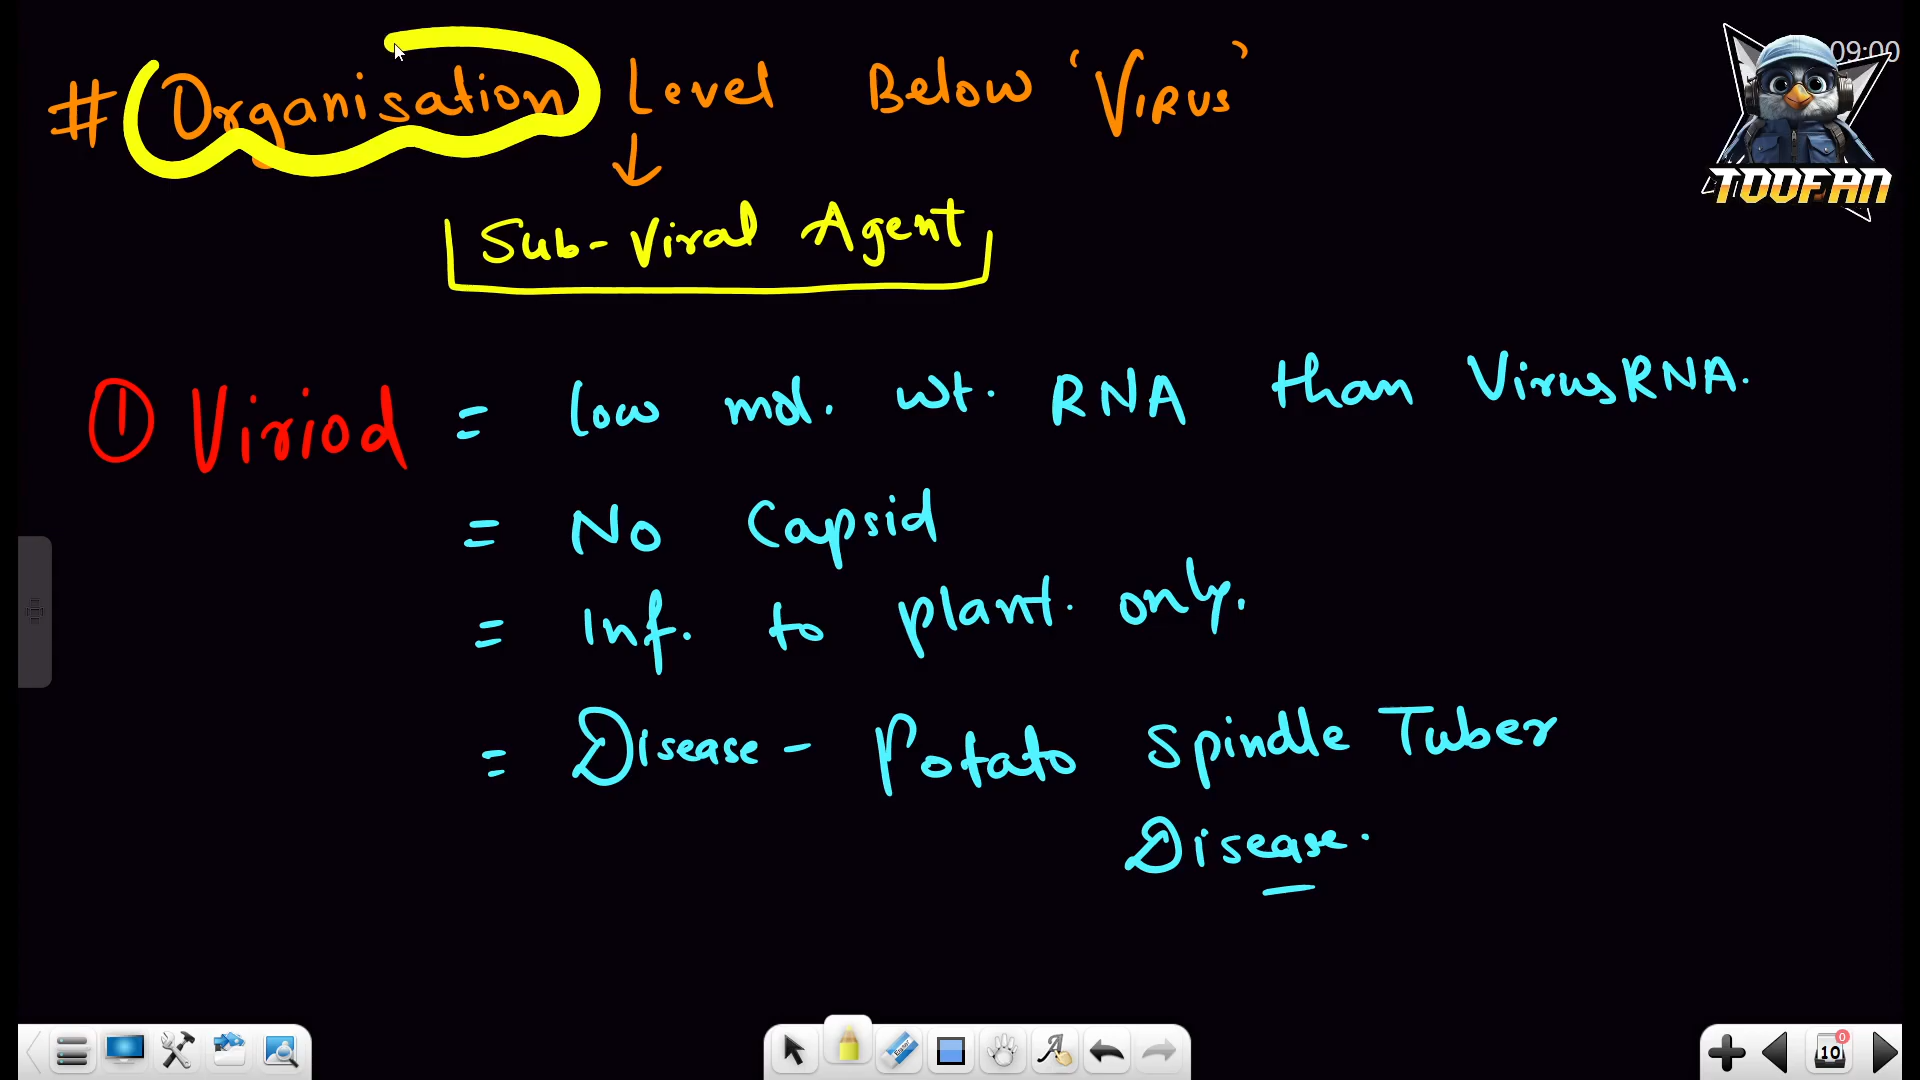 # Organisation Level Below 'Virus'
09:00
TOOFAN
Sub-Viral Agent
① Viriod = low mol. wt. RNA than Virus RNA.
= No Capsid
= Inf. to plant. only.
= Disease - Potato Spindle Tuber
Disease.
10
0